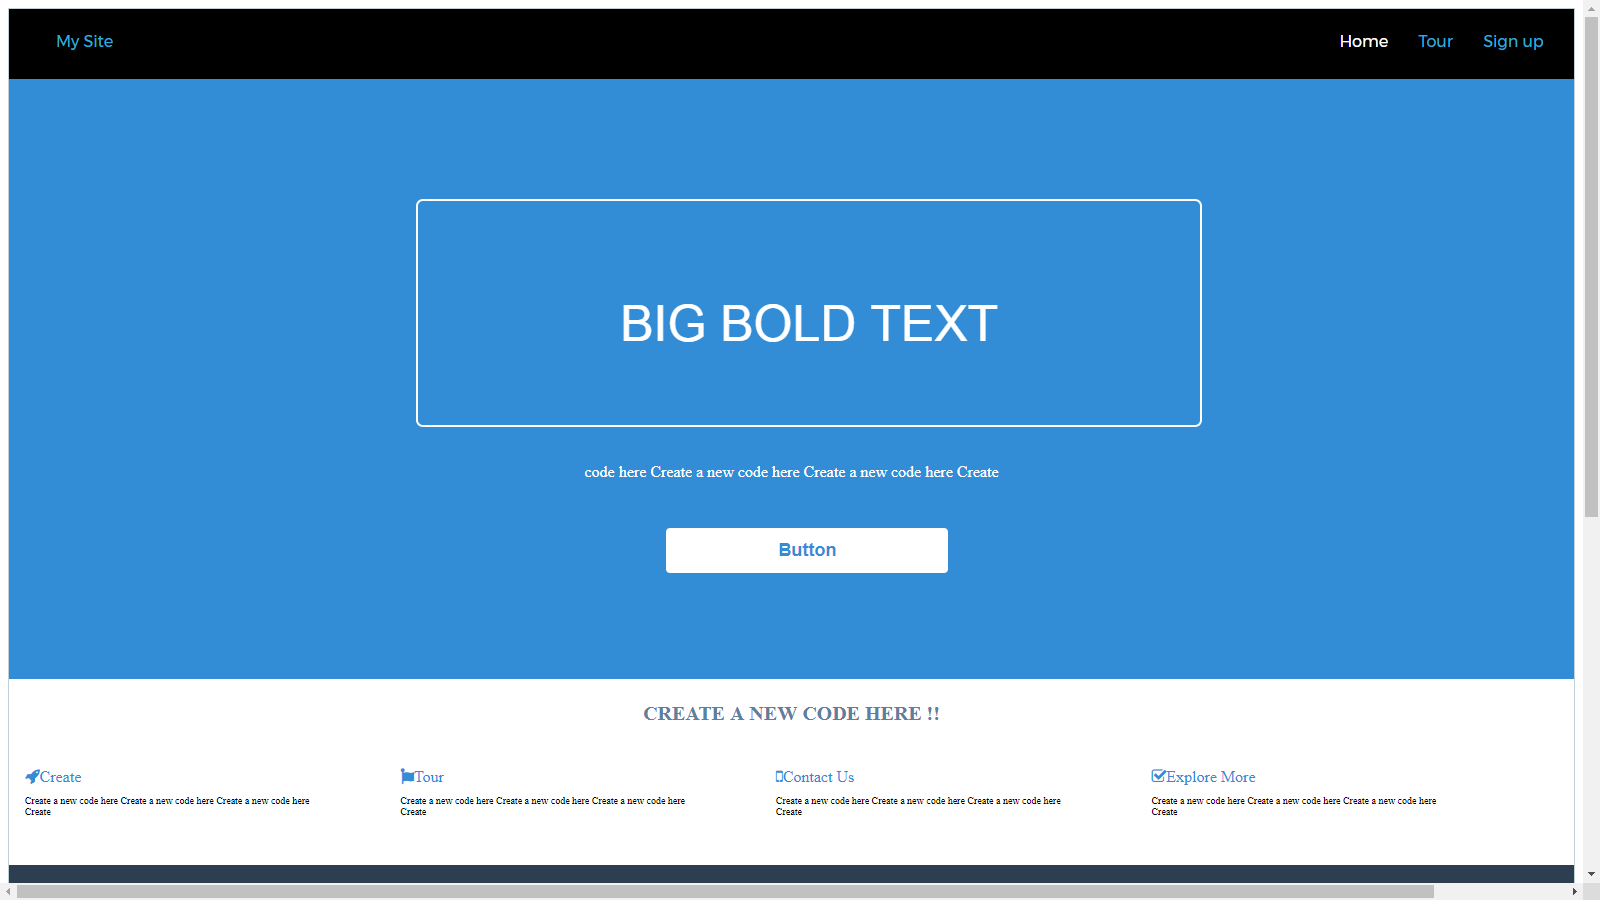 My Site
Home Tour Sign up
BIG BOLD TEXT
code here Create a new code here Create a new code here Create
Button
CREATE A NEW CODE HERE !!
Create
Create a new code here Create a new code here Create a new code here
Create
Tour
Create a new code here Create a new code here Create a new code here
Create
Contact Us
Create a new code here Create a new code here Create a new code here
Create
Explore More
Create a new code here Create a new code here Create a new code here
Create